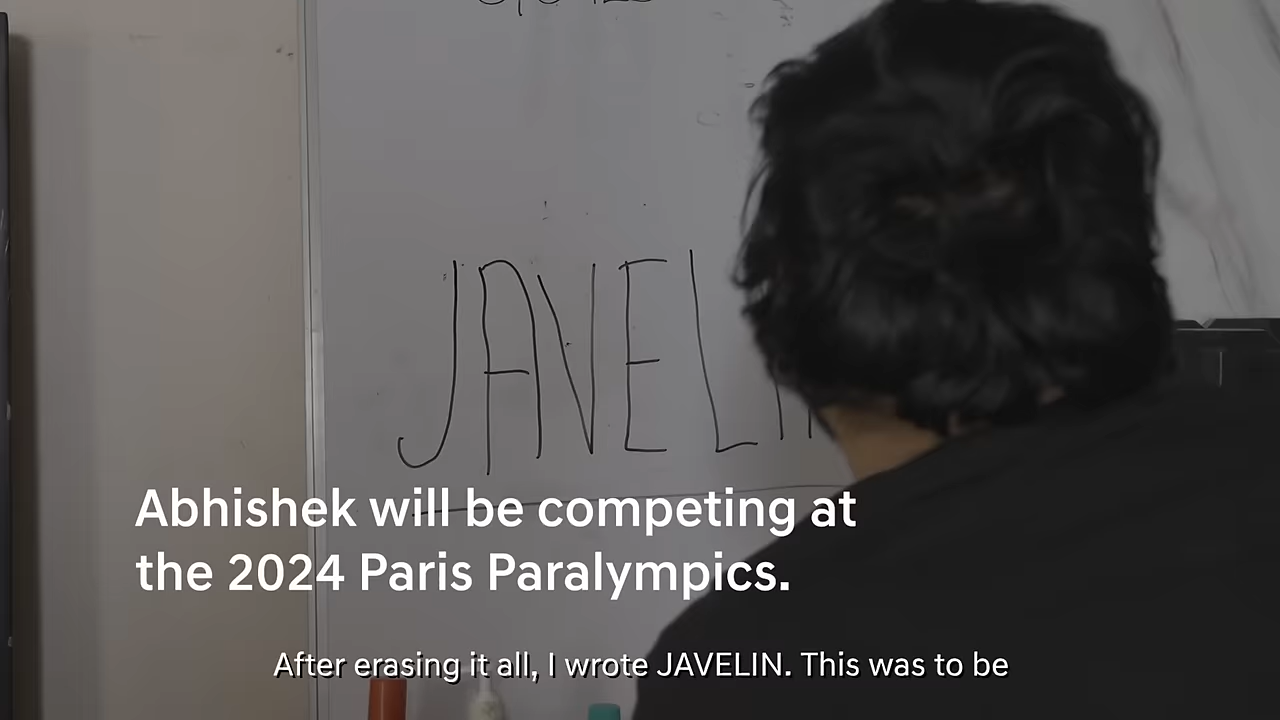 JAVELI
Abhishek will be competing at
the 2024 Paris Paralympics.
After erasing it all, I wrote JAVELIN. This was to be